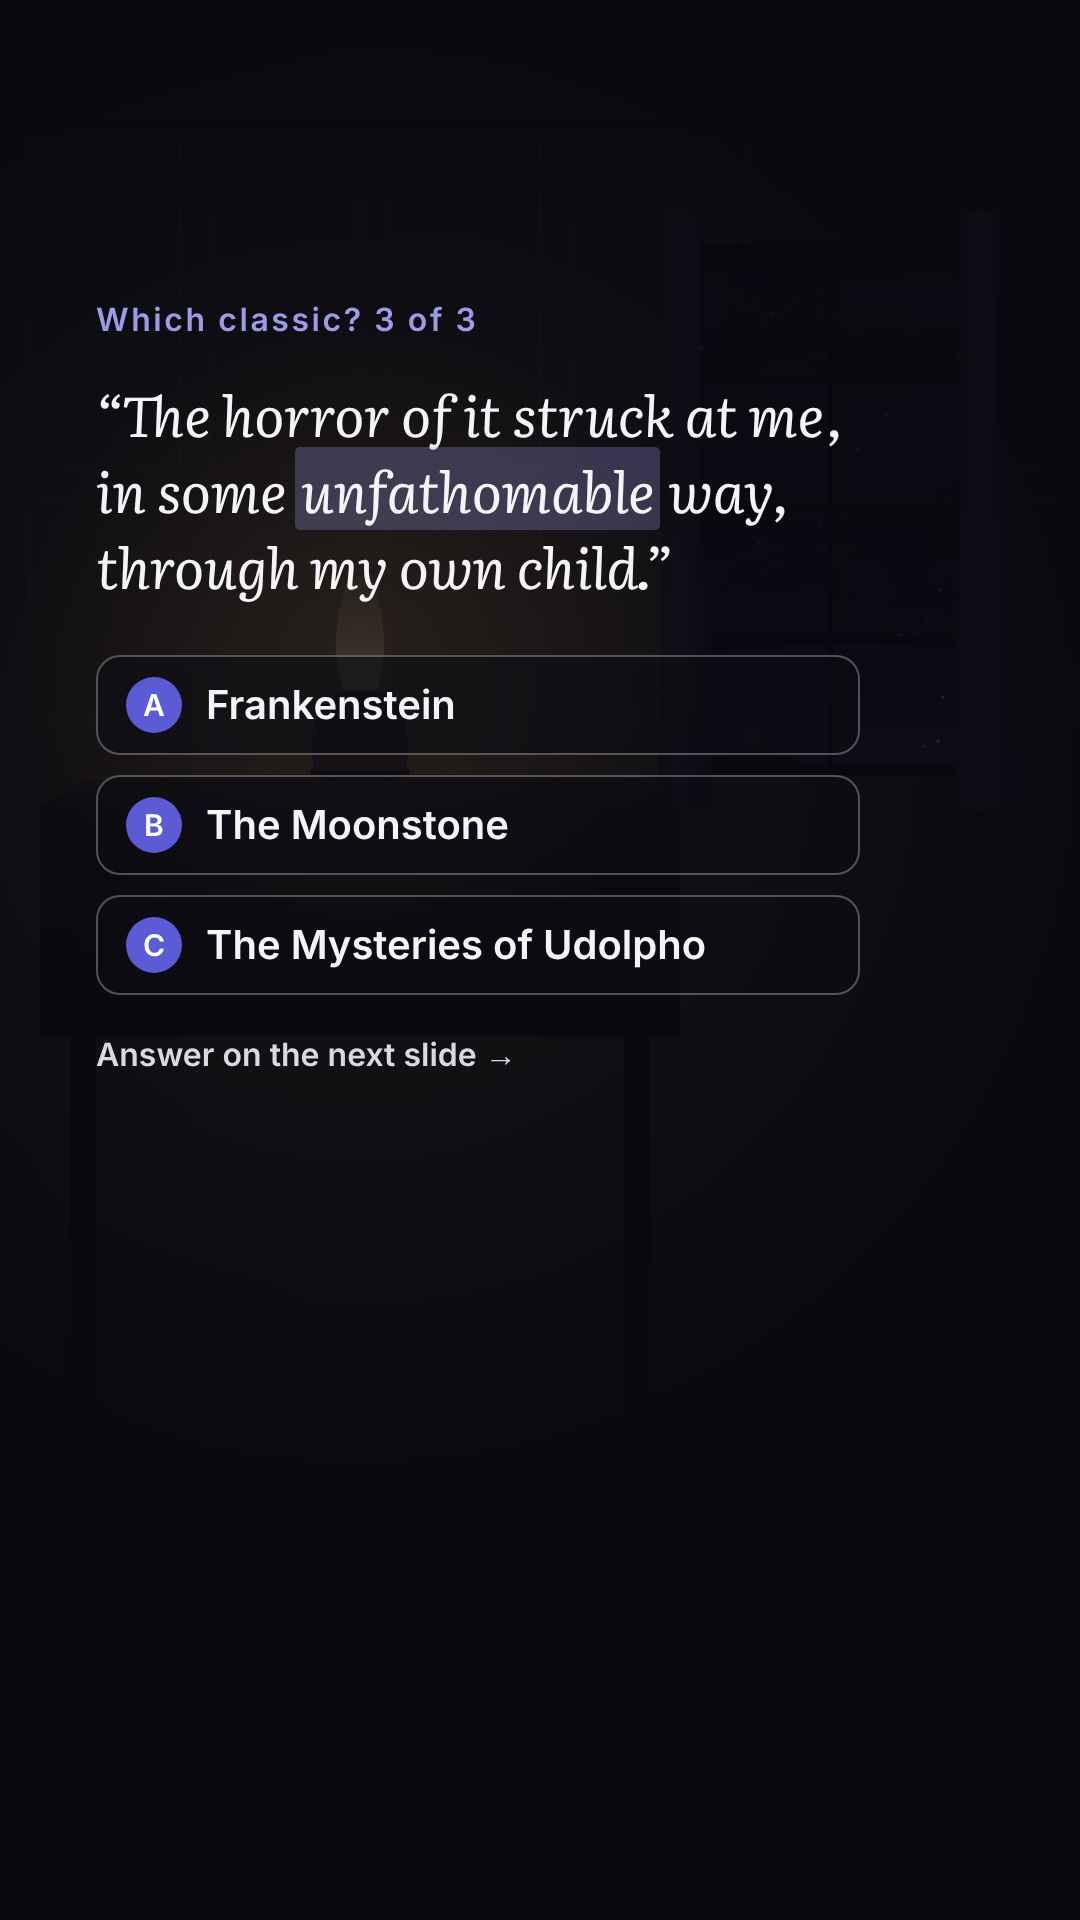 Which classic? 3 of 3
“The horror of it struck at me,
in some unfathomable way,
through my own child.”
A Frankenstein
B The Moonstone
C The Mysteries of Udolpho
Answer on the next slide →